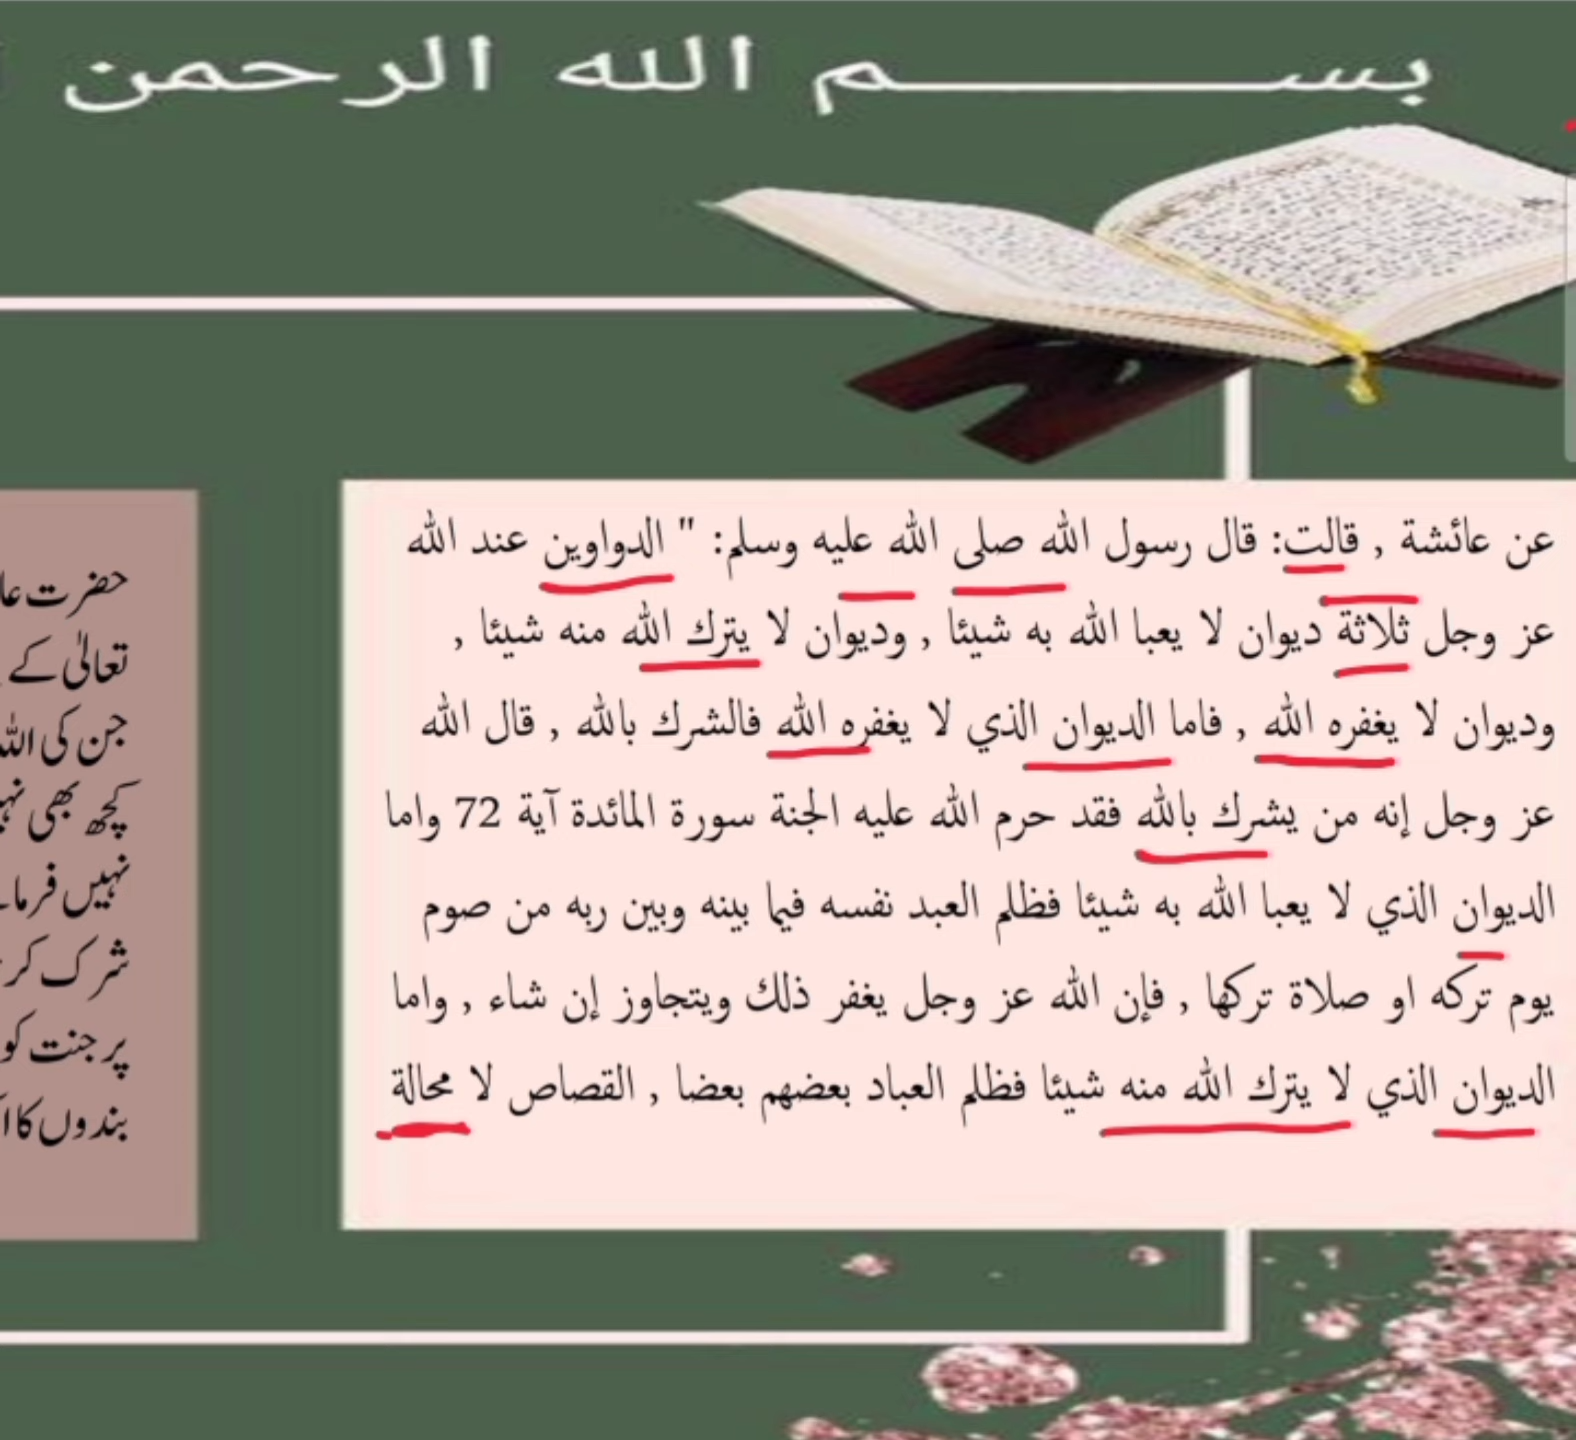 بســـــــم الله الرحمن
عن عائشة , قالت: قال رسول الله صلى الله عليه وسلم: " الدواوين عند الله
عز وجل ثلاثة ديوان لا يعبا الله به شيئا , وديوان لا يترك الله منه شيئا ,
وديوان لا يغفره الله , فاما الديوان الذي لا يغفره الله فالشرك بالله , قال الله
عز وجل إنه من يشرك بالله فقد حرم الله عليه الجنة سورة المائدة آية 72 واما
الديوان الذي لا يعبا الله به شيئا فظلم العبد نفسه فيما بينه وبين ربه من صوم
يوم تركه او صلاة تركها , فإن الله عز وجل يغفر ذلك ويتجاوز إن شاء , واما
الديوان الذي لا يترك الله منه شيئا فظلم العباد بعضهم بعضا , القصاص لا محالة
حضرت
تعالیٰ کے
جن کی
کچھ بھی
نہیں
شرک
پر جنت کو
بندوں کا